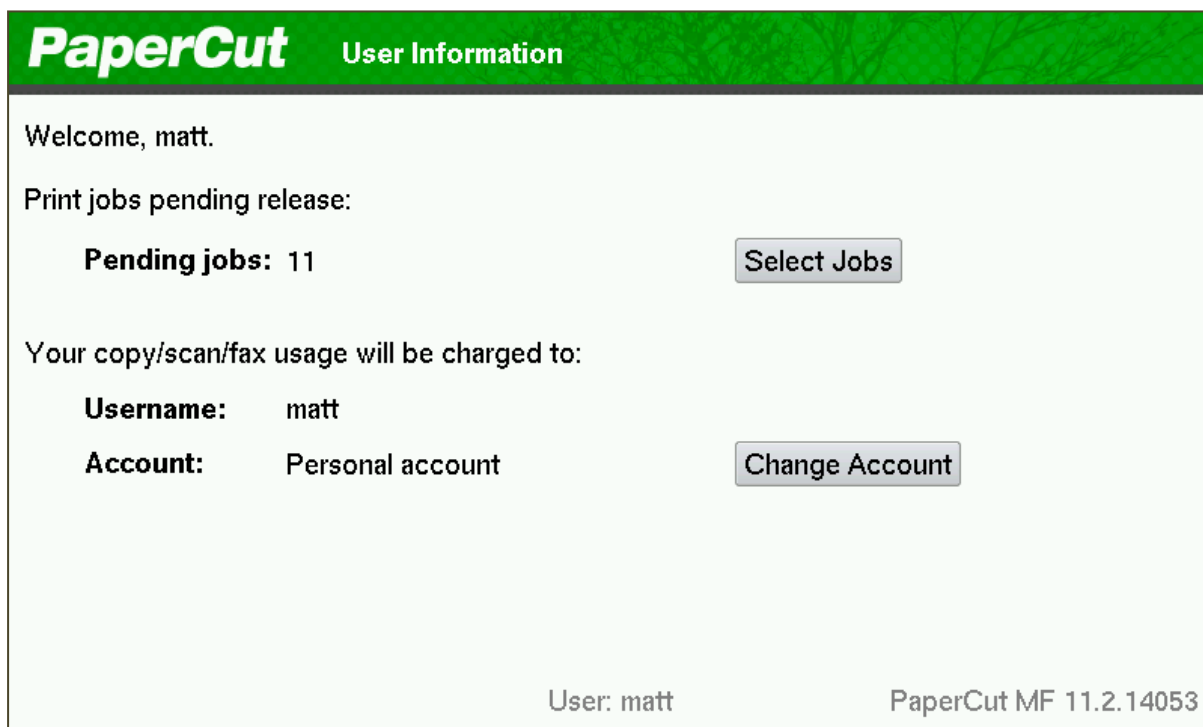 PaperCut User Information
Welcome, matt.
Print jobs pending release:
Pending jobs: 11 Select Jobs
Your copy/scan/fax usage will be charged to:
Username: matt
Account: Personal account Change Account
User: matt PaperCut MF 11.2.14053